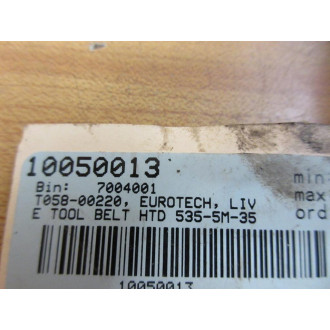 10050013 min:
Bin: 7004001 max
T058-00220, EUROTECH, LIV ord
E TOOL BELT HTD 535-5M-35
10050013